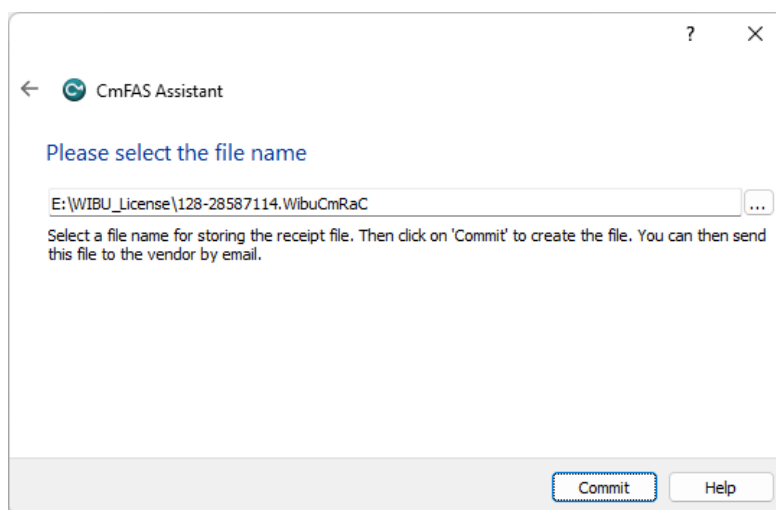 ?
CmFAS Assistant
Please select the file name
E:\WIBU_License\128-28587114.WibuCmRaC
...
Select a file name for storing the receipt file. Then click on 'Commit' to create the file. You can then send
this file to the vendor by email.
Commit
Help